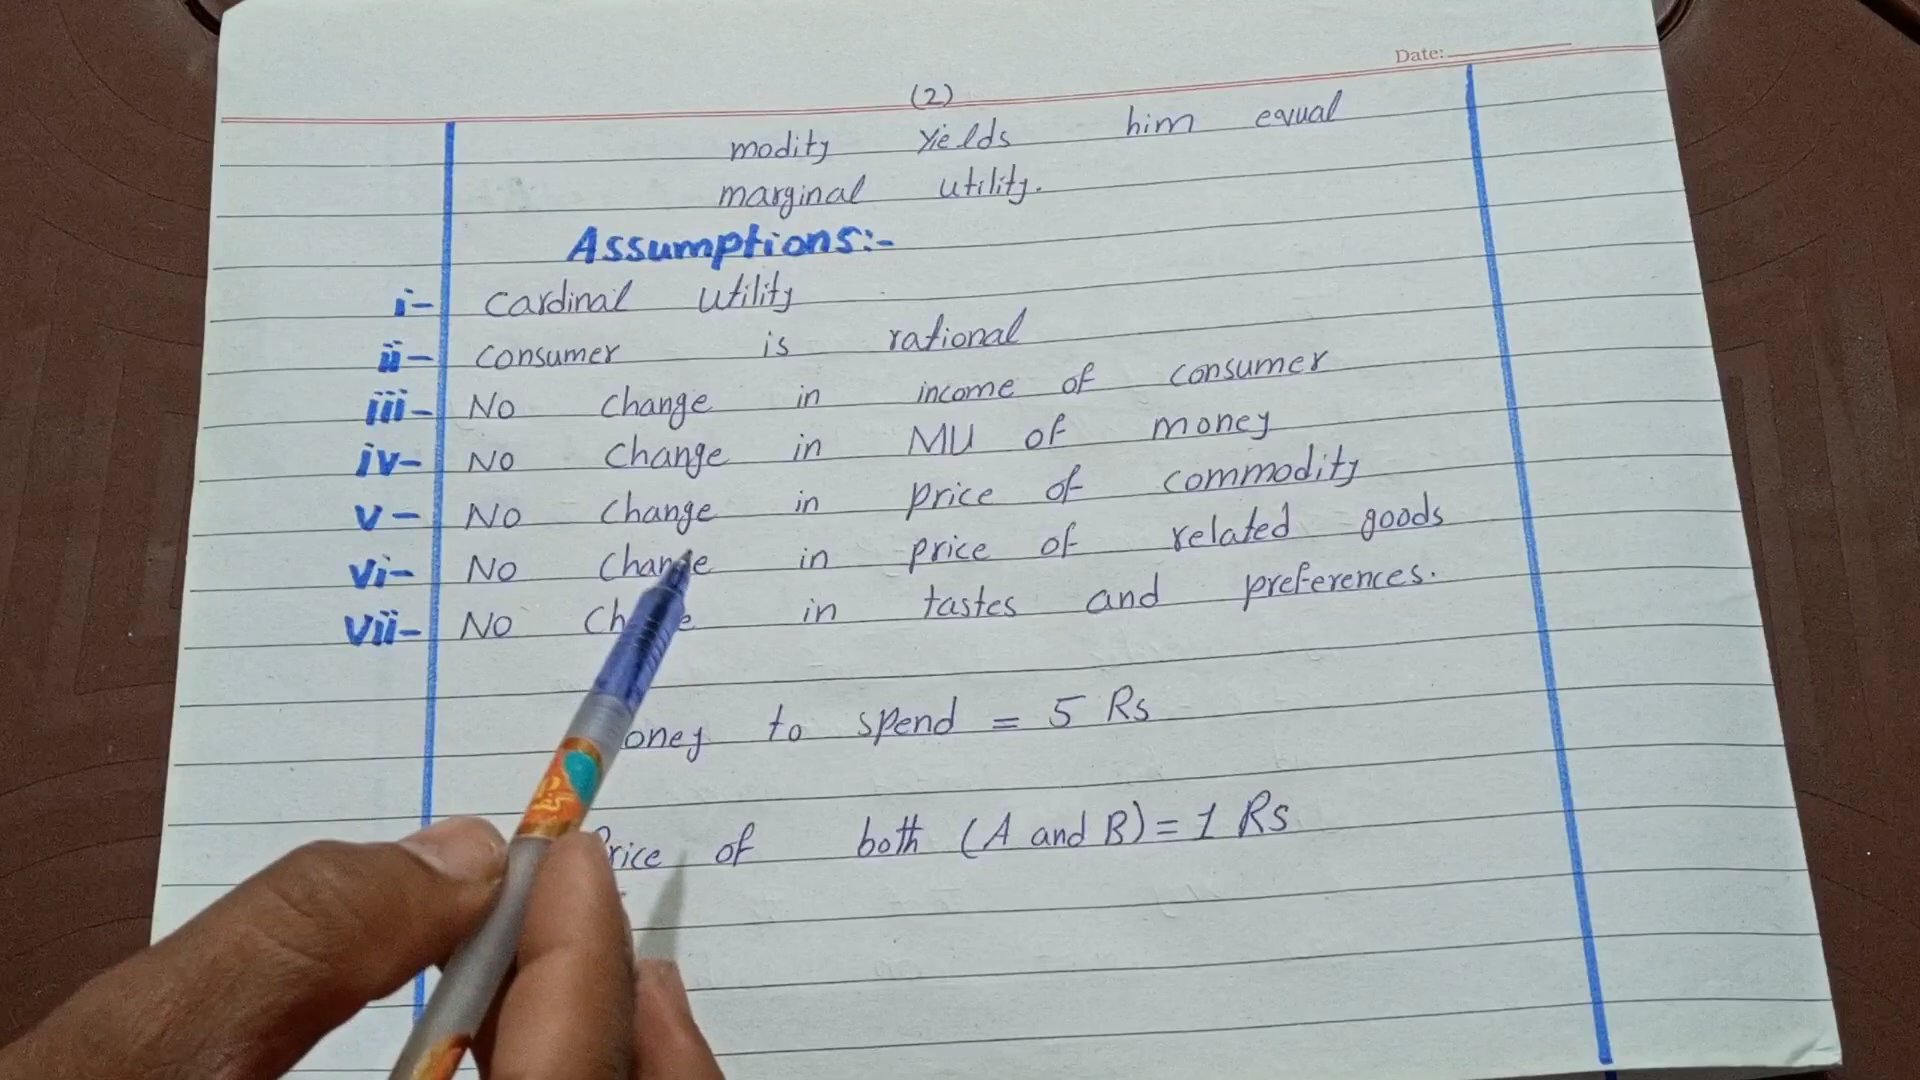 Date:
(2)
modity yields him equal
marginal utility.
Assumptions:-
i- Cardinal Utility
ii- consumer is rational
iii- No change in income of consumer
iv- No change in MU of money
v- No change in price of commodity
vi- No change in price of related goods
vii- No in tastes and preferences.
to spend = 5 Rs
of both (A and B) = 1 Rs